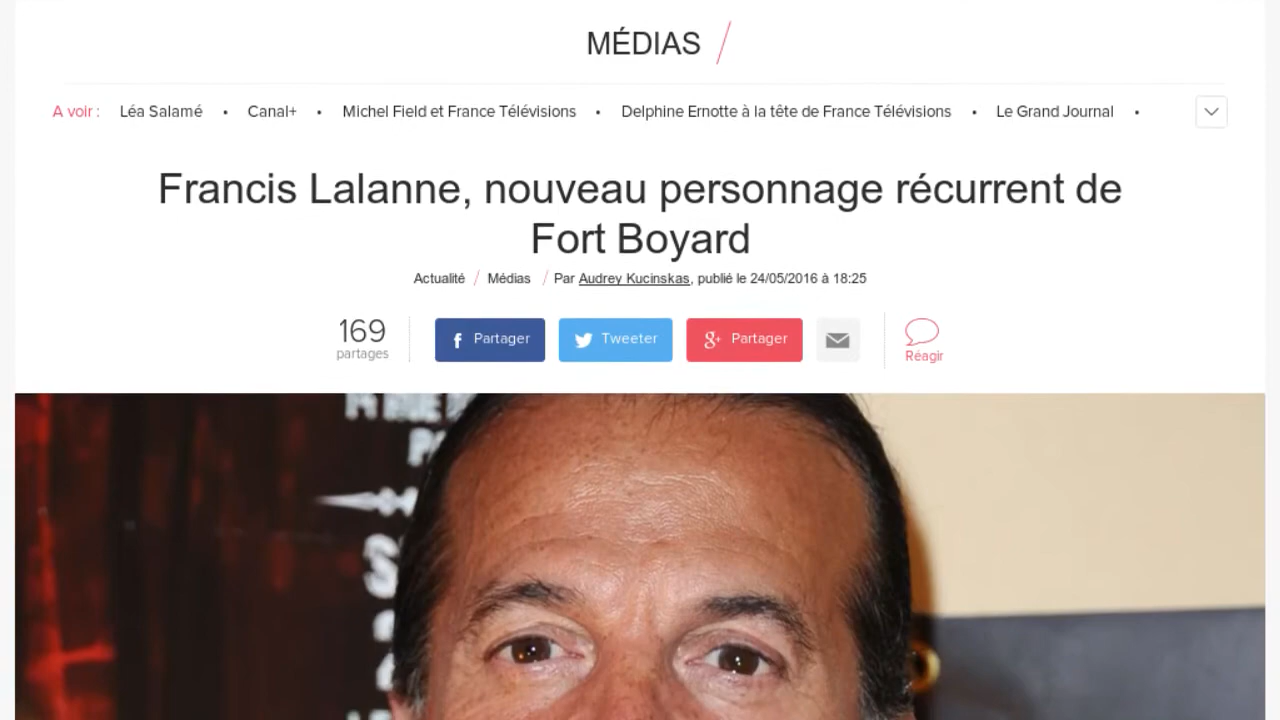 MÉDIAS
A voir : Léa Salamé • Canal+ • Michel Field et France Télévisions • Delphine Ernotte à la tête de France Télévisions • Le Grand Journal •
Francis Lalanne, nouveau personnage récurrent de
Fort Boyard
Actualité / Médias / Par Audrey Kucinskas, publié le 24/05/2016 à 18:25
169
partages
Partager
Tweeter
Partager
Réagir